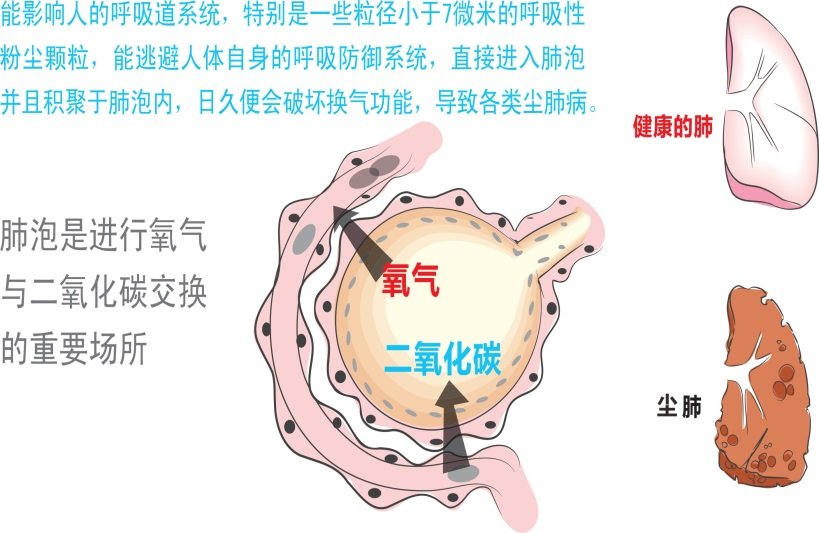 能影响人的呼吸道系统，特别是一些粒径小于7微米的呼吸性
粉尘颗粒，能逃避人体自身的呼吸防御系统，直接进入肺泡
并且积聚于肺泡内，日久便会破坏换气功能，导致各类尘肺病。
健康的肺
肺泡是进行氧气
与二氧化碳交换
的重要场所
氧气
二氧化碳
尘肺